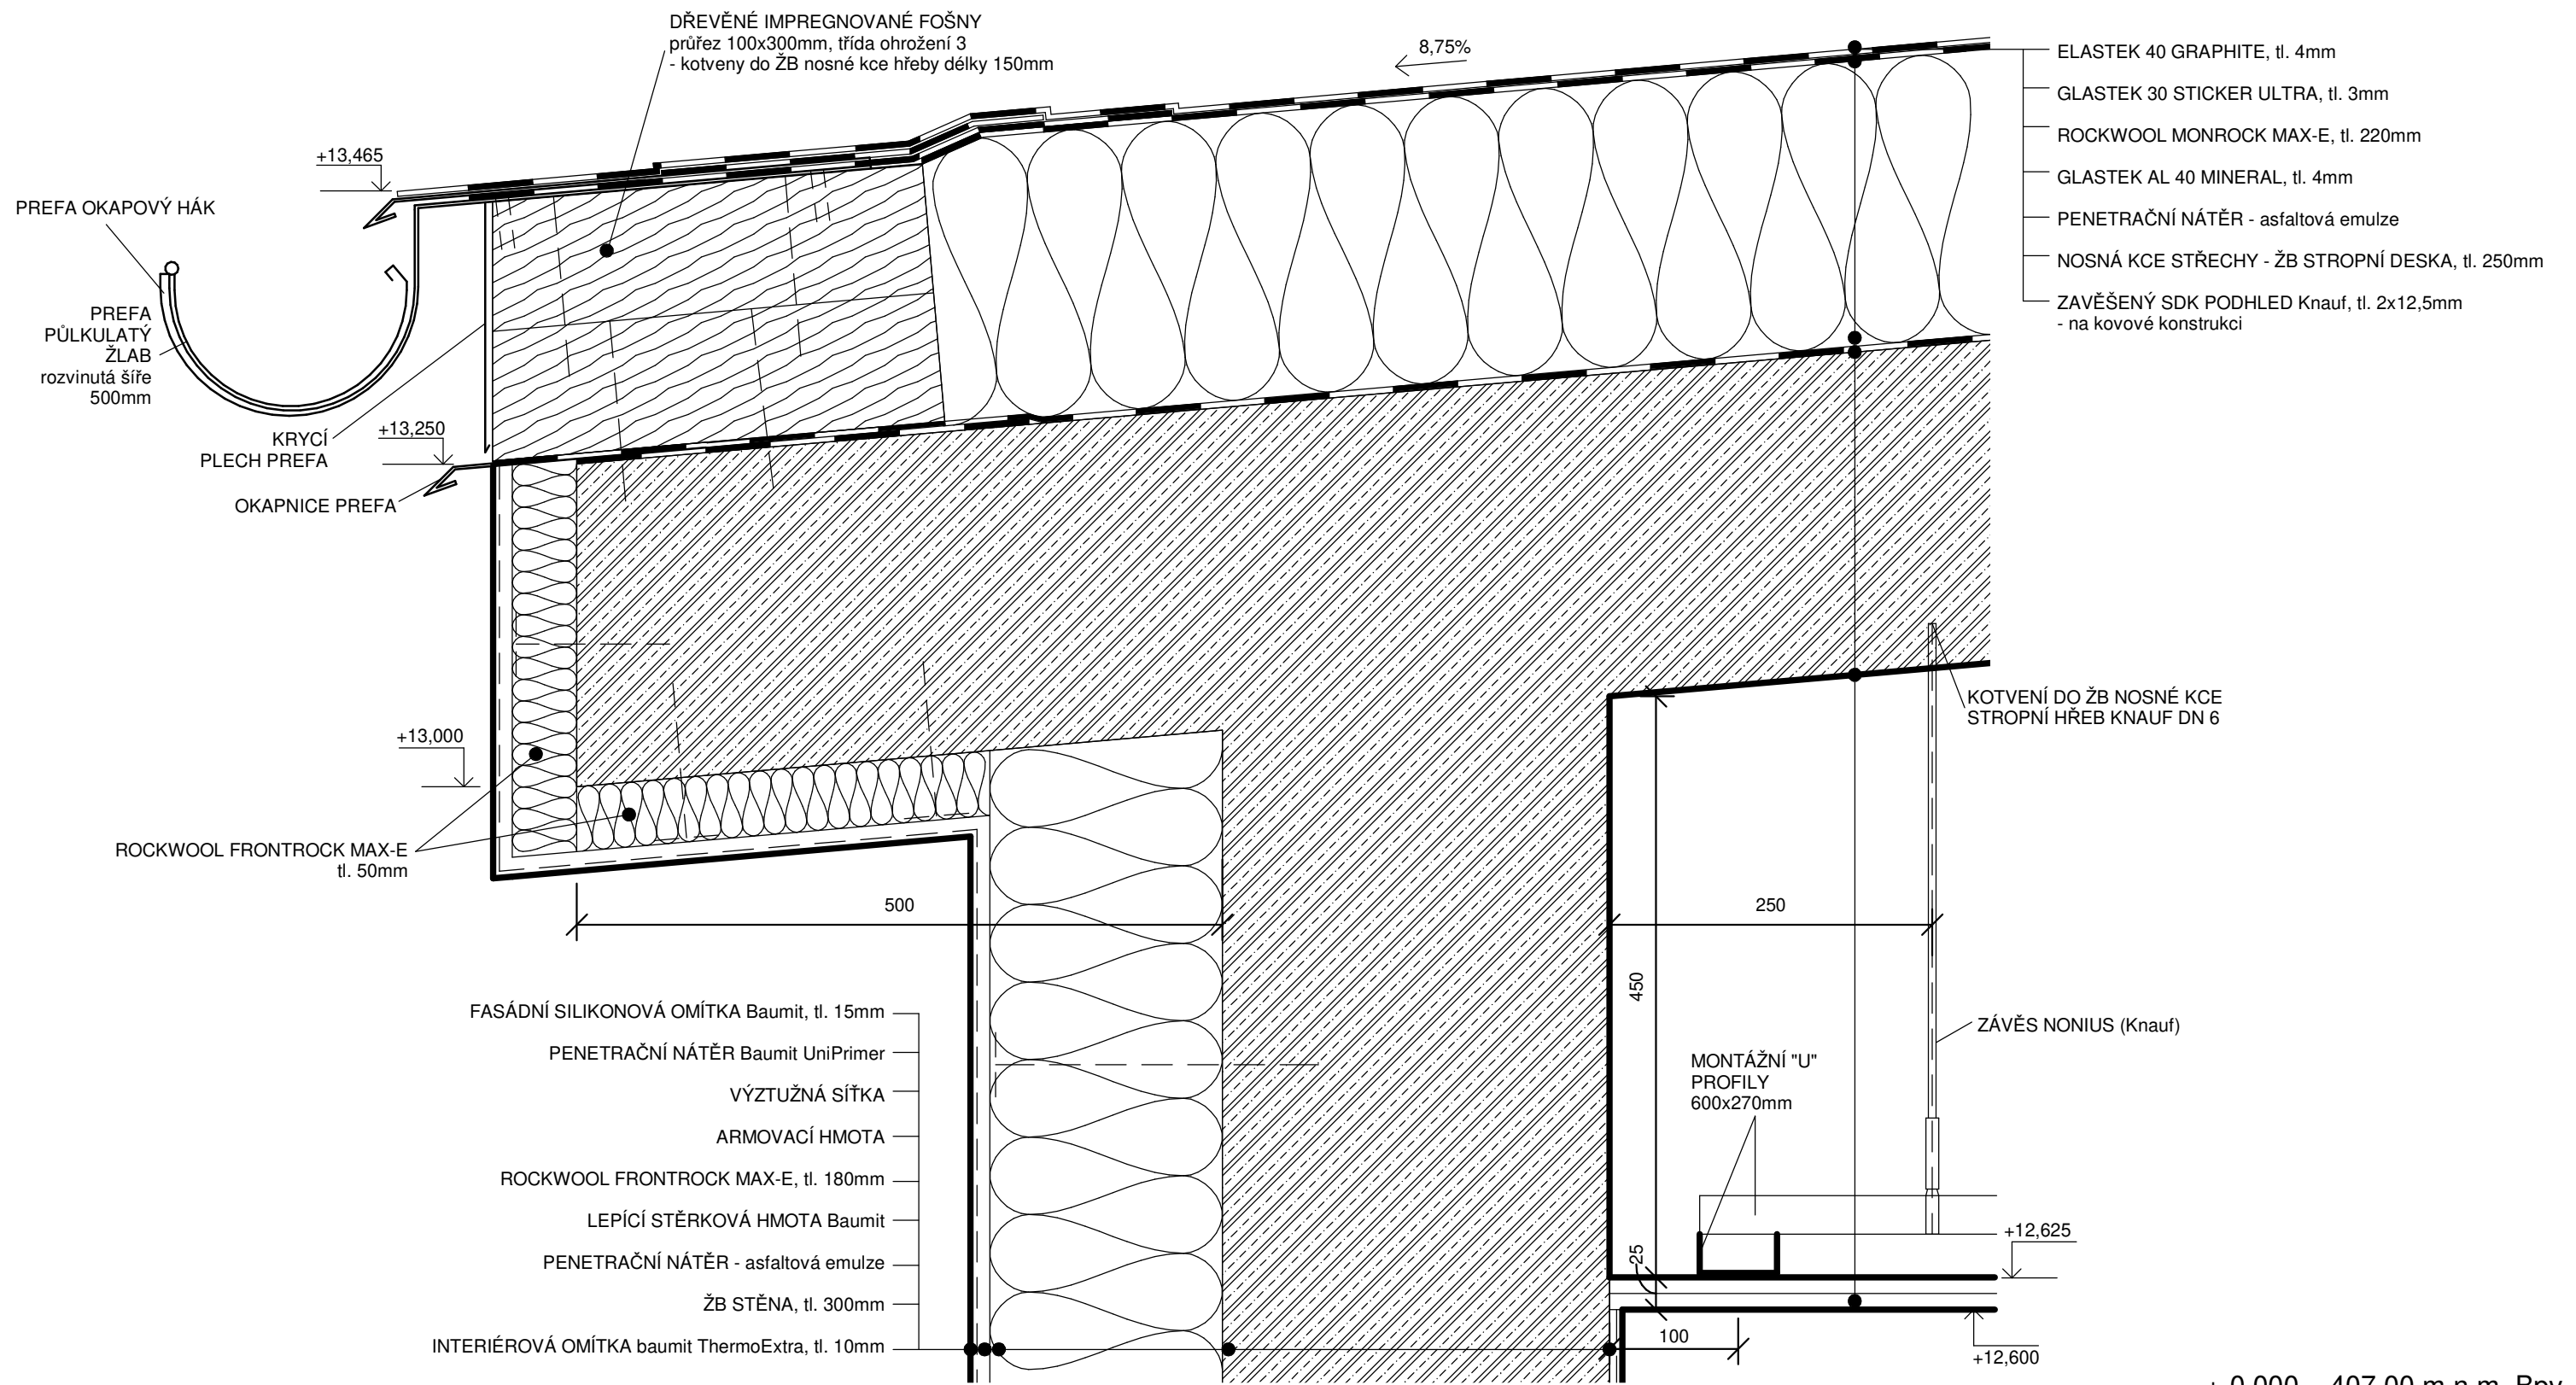 DŘEVĚNÉ IMPREGNOVANÉ FOŠNY
průřez 100x300mm, třída ohrožení 3
- kotveny do ŽB nosné kce hřeby délky 150mm
8,75%
ELASTEK 40 GRAPHITE, tl. 4mm
GLASTEK 30 STICKER ULTRA, tl. 3mm
ROCKWOOL MONROCK MAX-E, tl. 220mm
GLASTEK AL 40 MINERAL, tl. 4mm
PENETRAČNÍ NÁTĚR - asfaltová emulze
NOSNÁ KCE STŘECHY - ŽB STROPNÍ DESKA, tl. 250mm
ZAVĚŠENÝ SDK PODHLED Knauf, tl. 2x12,5mm
- na kovové konstrukci
+13,465
PREFA OKAPOVÝ HÁK
PREFA
PŮLKULATÝ
ŽLAB
rozvinutá šíře
500mm
KRYCÍ
PLECH PREFA
+13,250
OKAPNICE PREFA
+13,000
ROCKWOOL FRONTROCK MAX-E
tl. 50mm
KOTVENÍ DO ŽB NOSNÉ KCE
STROPNÍ HŘEB KNAUF DN 6
500
250
450
ZÁVĚS NONIUS (Knauf)
MONTÁŽNÍ "U"
PROFILY
600x270mm
FASÁDNÍ SILIKONOVÁ OMÍTKA Baumit, tl. 15mm
PENETRAČNÍ NÁTĚR Baumit UniPrimer
VÝZTUŽNÁ SÍŤKA
ARMOVACÍ HMOTA
ROCKWOOL FRONTROCK MAX-E, tl. 180mm
LEPÍCÍ STĚRKOVÁ HMOTA Baumit
PENETRAČNÍ NÁTĚR - asfaltová emulze
ŽB STĚNA, tl. 300mm
INTERIÉROVÁ OMÍTKA baumit ThermoExtra, tl. 10mm
25
+12,625
100
+12,600